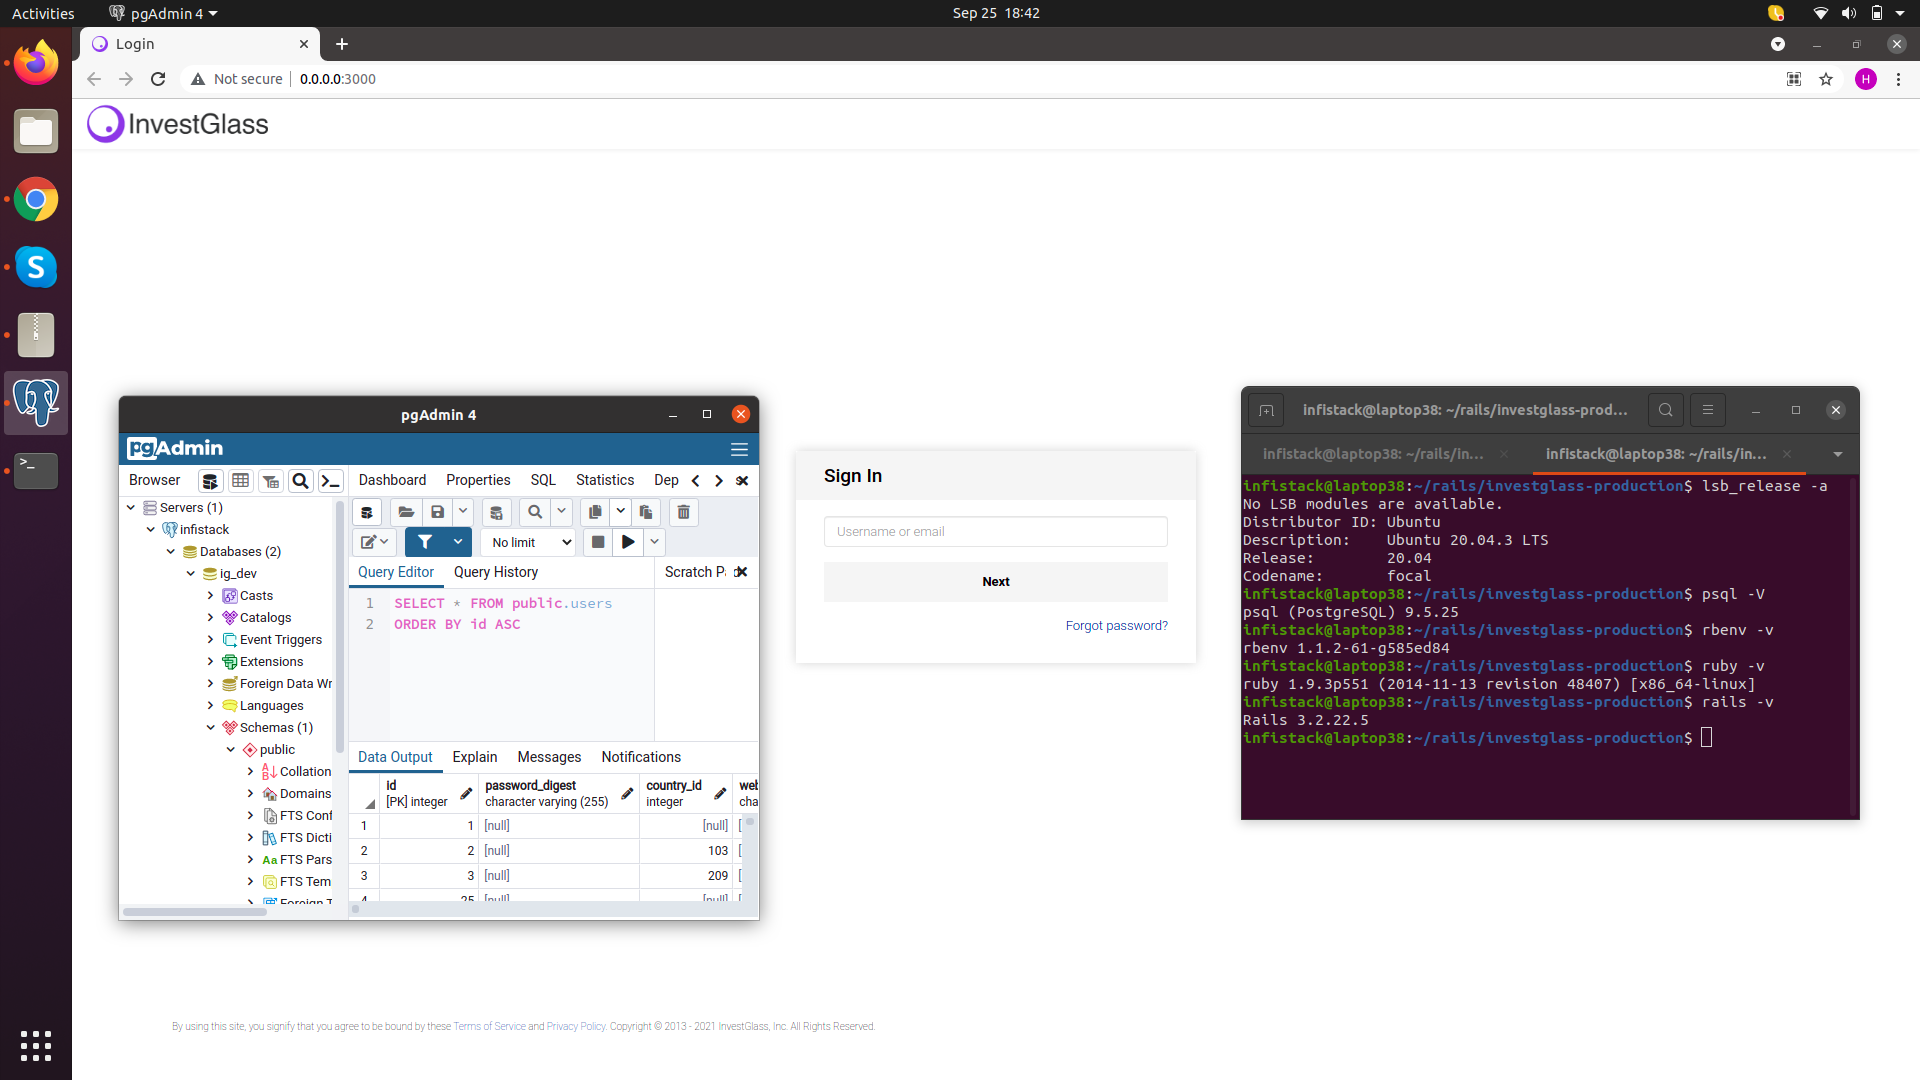 Activities
pgAdmin 4
Sep 25 18:42
Login
Not secure
0.0.0.0:3000
H
InvestGlass
pgAdmin 4
pgAdmin
Browser
Dashboard
Properties
SQL
Statistics
Dep
Servers (1)
infistack
Databases (2)
ig_dev
Casts
Catalogs
Event Triggers
Extensions
Foreign Data Wr
Languages
Schemas (1)
public
Collation
Domains
FTS Conf
FTS Dicti
FTS Pars
FTS Tem
Foreign T
No limit
Query Editor
Query History
Scratch P
1 SELECT * FROM public.users
2 ORDER BY id ASC
Data Output
Explain
Messages
Notifications
id
[PK] integer
password_digest
character varying (255)
country_id
integer
web
cha
1 1 [null] [null] [
2 2 [null] 103 [
3 3 [null] 209 [
4 25 [null] [null]
Sign In
Username or email
Next
Forgot password?
infistack@laptop38: ~/rails/investglass-prod...
infistack@laptop38: ~/rails/in...
infistack@laptop38: ~/rails/in...
infistack@laptop38:~/rails/investglass-production$ lsb_release -a
No LSB modules are available.
Distributor ID: Ubuntu
Description: Ubuntu 20.04.3 LTS
Release: 20.04
Codename: focal
infistack@laptop38:~/rails/investglass-production$ psql -V
psql (PostgreSQL) 9.5.25
infistack@laptop38:~/rails/investglass-production$ rbenv -v
rbenv 1.1.2-61-g585ed84
infistack@laptop38:~/rails/investglass-production$ ruby -v
ruby 1.9.3p551 (2014-11-13 revision 48407) [x86_64-linux]
infistack@laptop38:~/rails/investglass-production$ rails -v
Rails 3.2.22.5
infistack@laptop38:~/rails/investglass-production$
By using this site, you signify that you agree to be bound by these Terms of Service and Privacy Policy. Copyright © 2013 - 2021 InvestGlass, Inc. All Rights Reserved.